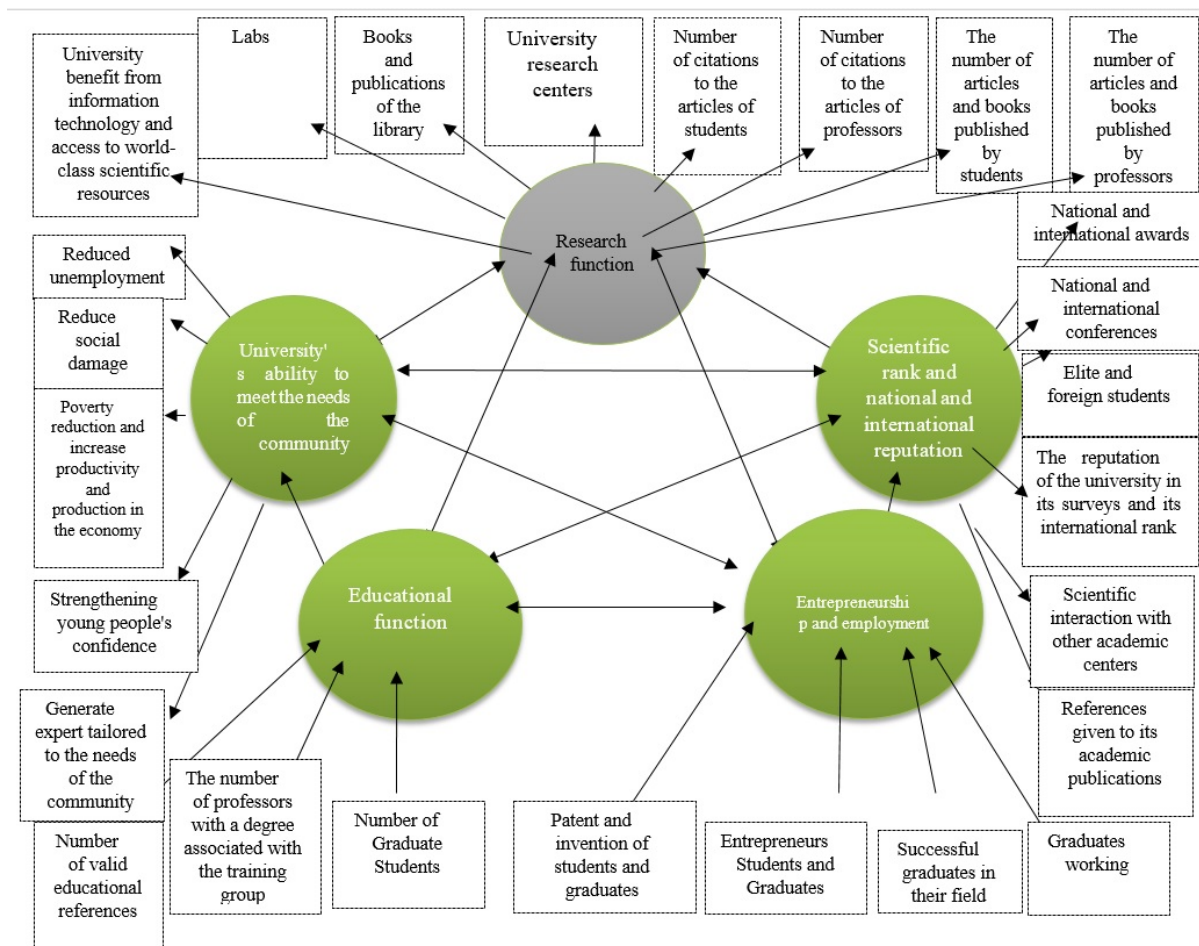 University
benefit from
information
technology and
access to world-
class scientific
resources
Labs
Books
and
publications
of the
library
University
research
centers
Number
of citations
to the
articles of
students
Number
of citations
to the
articles of
professors
The
number of
articles
and books
published
by
students
The
number of
articles and
books
published
by
professors
Research
function
National and
international awards
National and
international
conferences
Elite and
foreign students
The reputation
of the university in
its surveys and its
international rank
Scientific
interaction with
other academic
centers
References
given to its
academic
publications
Reduced
unemployment
Reduce
social
damage
Poverty
reduction and
increase
productivity
and
production in
the economy
Strengthening
young people's
confidence
Generate
expert tailored
to the needs
of the
community
University'
s ability to
meet the needs
of the
community
Scientific
rank and
national and
international
reputation
Educational
function
Entrepreneurshi
p and employment
Number
of valid
educational
references
The number
of professors
with a degree
associated with
the training
group
Number of
Graduate
Students
Patent and
invention of
students and
graduates
Entrepreneurs
Students and
Graduates
Successful
graduates in
their field
Graduates
working